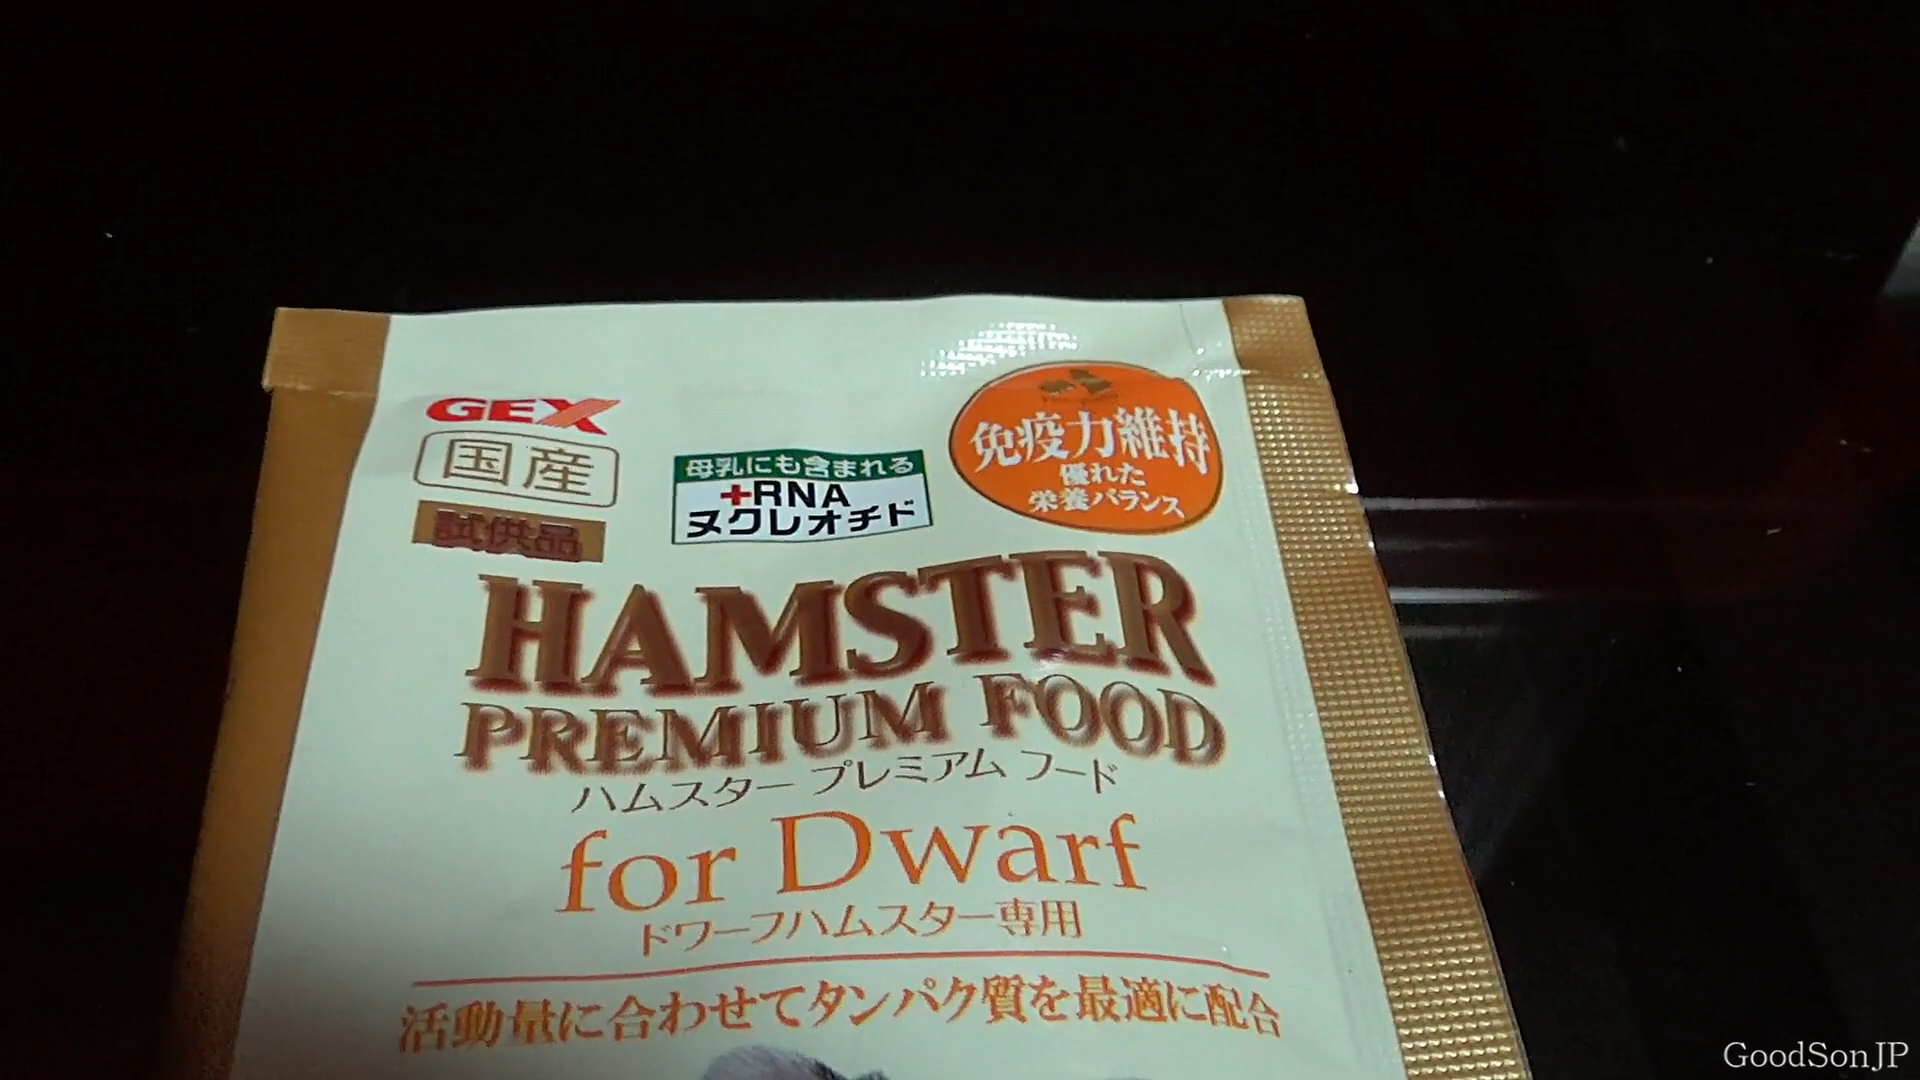 GEX
国産
試供品
母乳にも含まれる
+RNA
ヌクレオチド
免疫力維持
優れた
栄養バランス
HAMSTER
PREMIUM FOOD
ハムスター プレミアム フード
for Dwarf
ドワーフハムスター専用
活動量に合わせてタンパク質を最適に配合
GoodSonJP